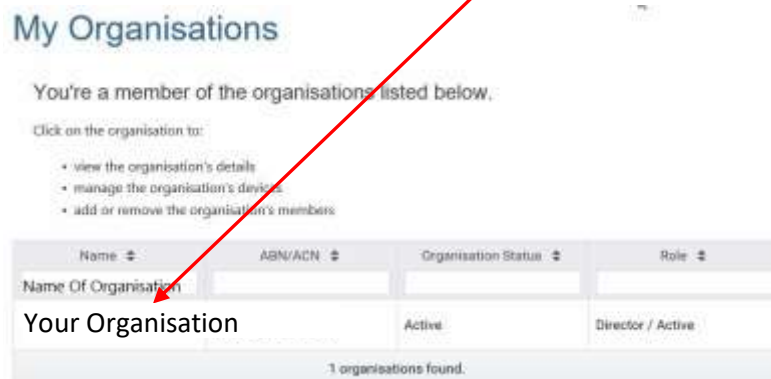 My Organisations
You're a member of the organisations listed below.
Click on the organisation to:
• view the organisation's details
• manage the organisation's devices
• add or remove the organisation's members
Name ABN/ACN Organisation Status Role
Name Of Organisation
Your Organisation Active Director / Active
1 organisations found.